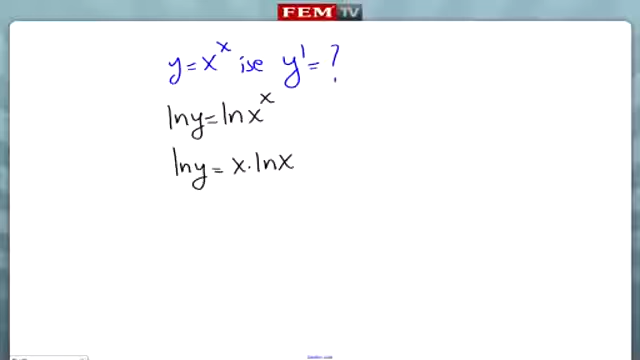 FEM TV
y = x^x ise y' = ?
lny = lnx^x
lny = x.lnx